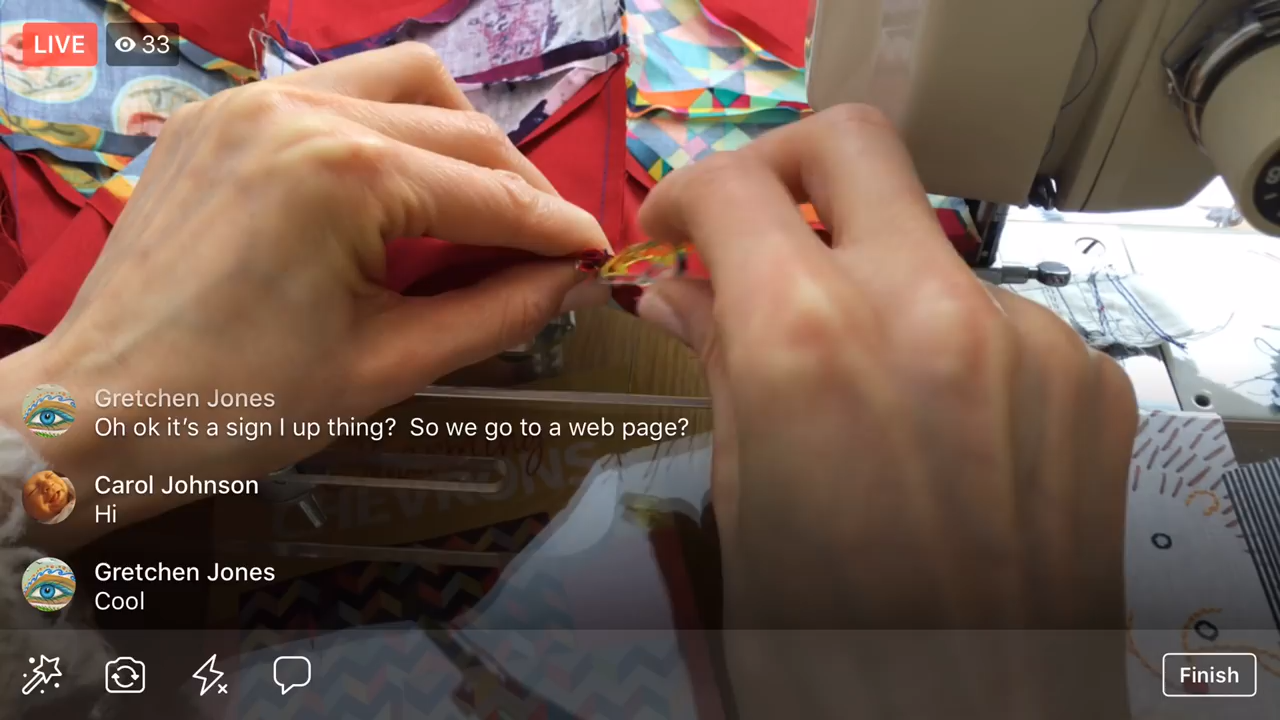 LIVE
33
Gretchen Jones
Oh ok it's a sign I up thing?  So we go to a web page?
CHEVRONS
Carol Johnson
Hi
Gretchen Jones
Cool
Finish